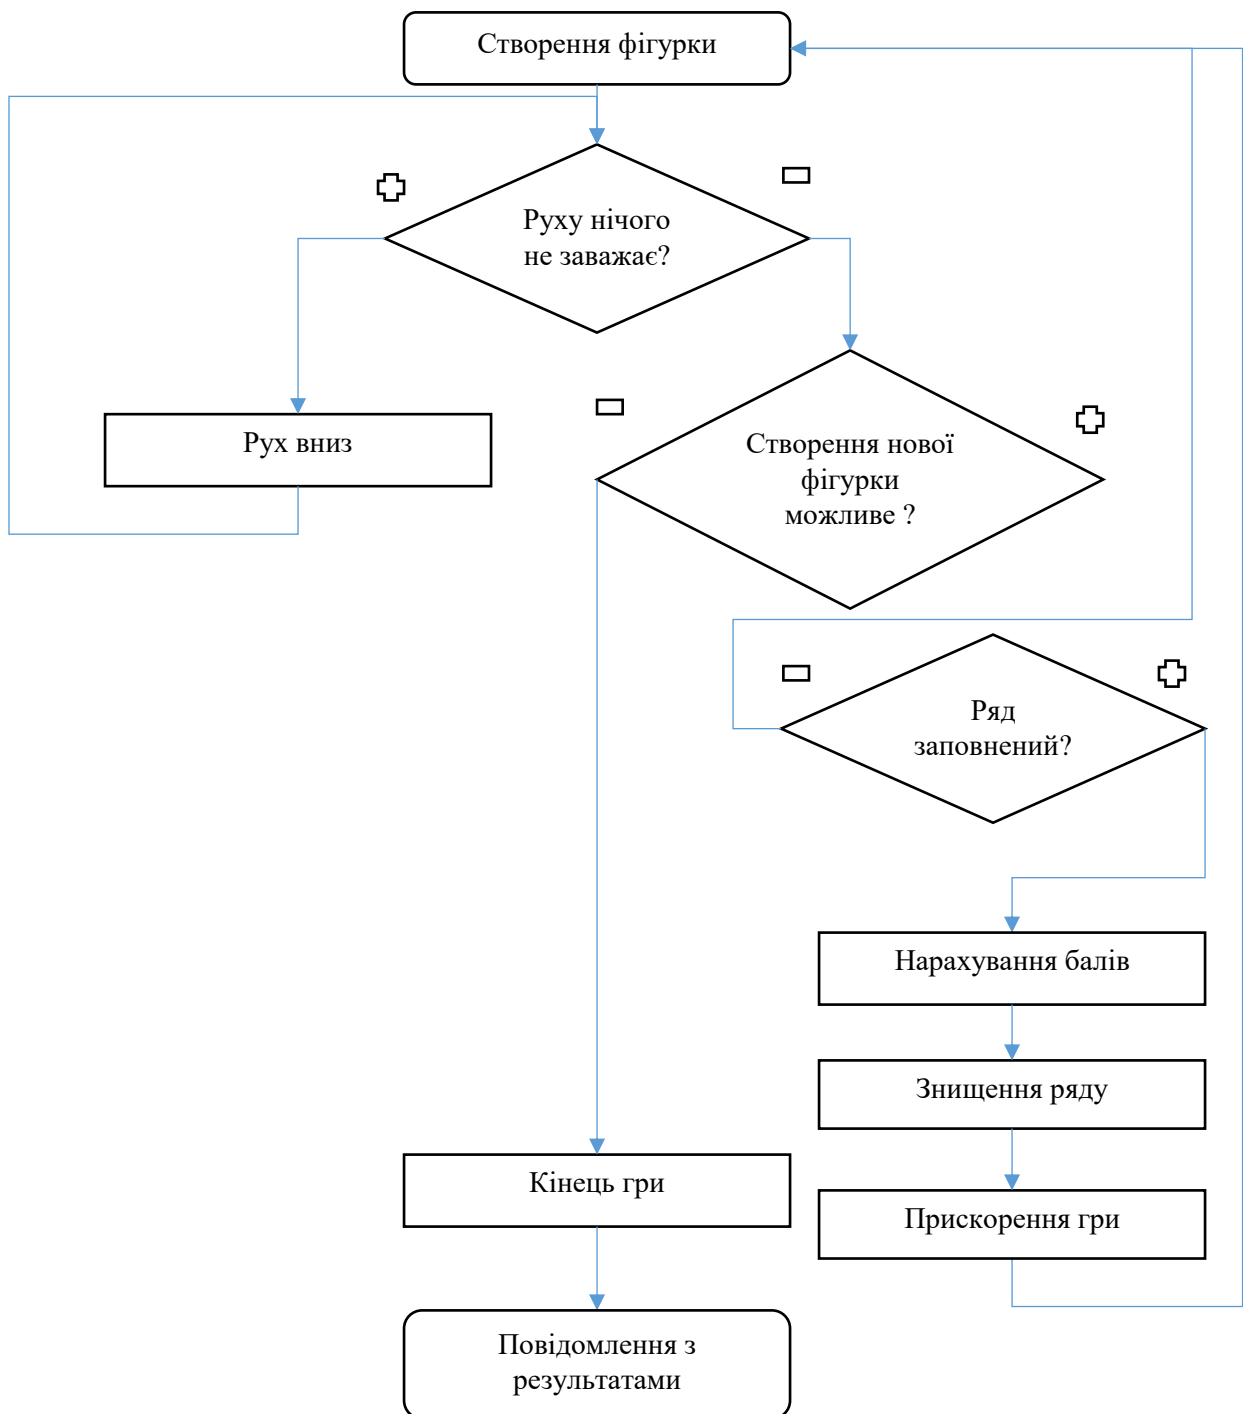 Створення фігурки
Руху нічого
не заважає?
Рух вниз
Створення нової
фігурки
можливе ?
Ряд
заповнений?
Нарахування балів
Знищення ряду
Кінець гри
Прискорення гри
Повідомлення з
результатами